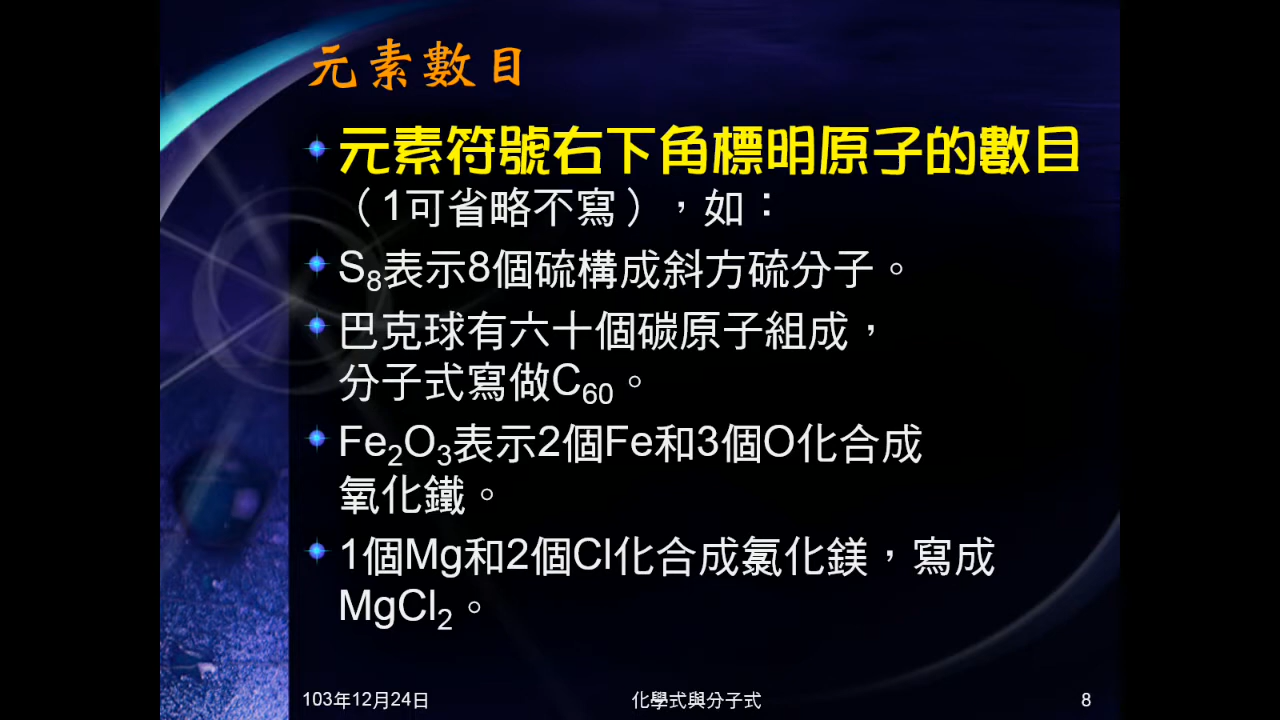 元素數目
元素符號右下角標明原子的數目
（1可省略不寫），如：
S₈表示8個硫構成斜方硫分子。
巴克球有六十個碳原子組成，
分子式寫做C₆₀。
Fe₂O₃表示2個Fe和3個O化合成
氧化鐵。
1個Mg和2個Cl化合成氯化鎂，寫成
MgCl₂。
103年12月24日
化學式與分子式
8